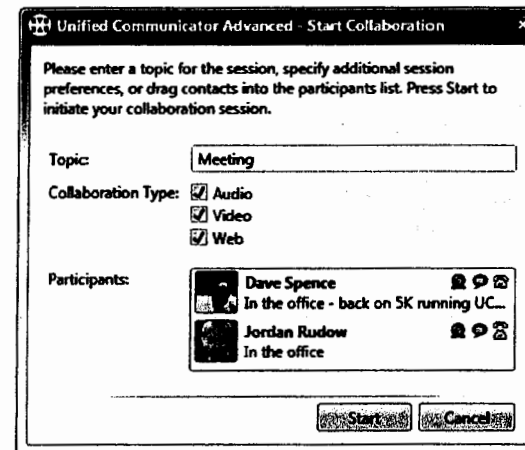 Unified Communicator Advanced - Start Collaboration
Please enter a topic for the session, specify additional session
preferences, or drag contacts into the participants list. Press Start to
initiate your collaboration session.
Topic: Meeting
Collaboration Type: Audio
Video
Web
Participants: Dave Spence
In the office - back on 5K running UC...
Jordan Rudow
In the office
Start Cancel